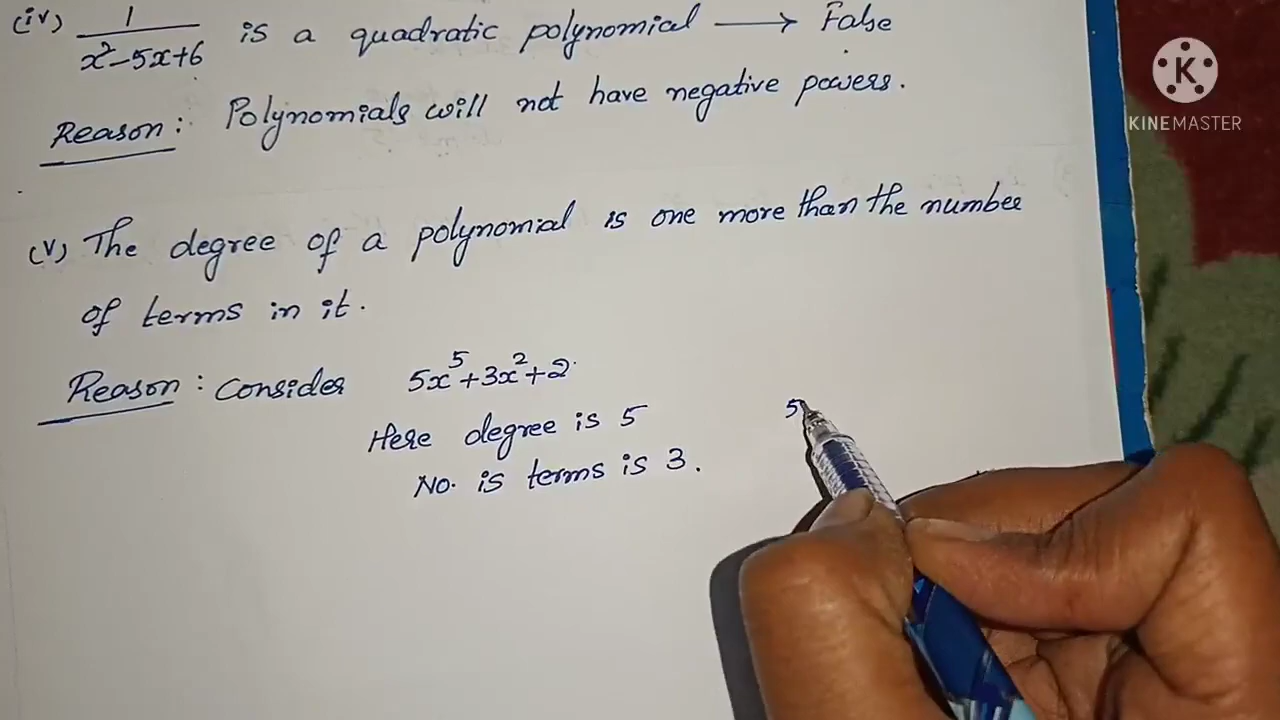 (iv) 1/(x²-5x+6) is a quadratic polynomial → False
Reason: Polynomials will not have negative powers.
(v) The degree of a polynomial is one more than the number
of terms in it.
Reason: Consider 5x⁵+3x²+2.
Here degree is 5
No. is terms is 3.
5
K
KINEMASTER